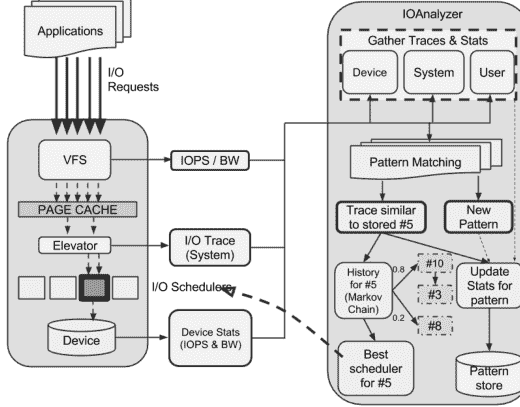 Applications
I/O
Requests
VFS
PAGE CACHE
Elevator
I/O Schedulers
Device
IOPS / BW
I/O Trace
(System)
Device Stats
(IOPS & BW)
IOAnalyzer
Gather Traces & Stats
Device
System
User
Pattern Matching
Trace similar
to stored #5
New
Pattern
History
for #5
(Markov
Chain)
0.8
0.2
#10
#3
#8
Update
Stats for
pattern
Best
scheduler
for #5
Pattern
store